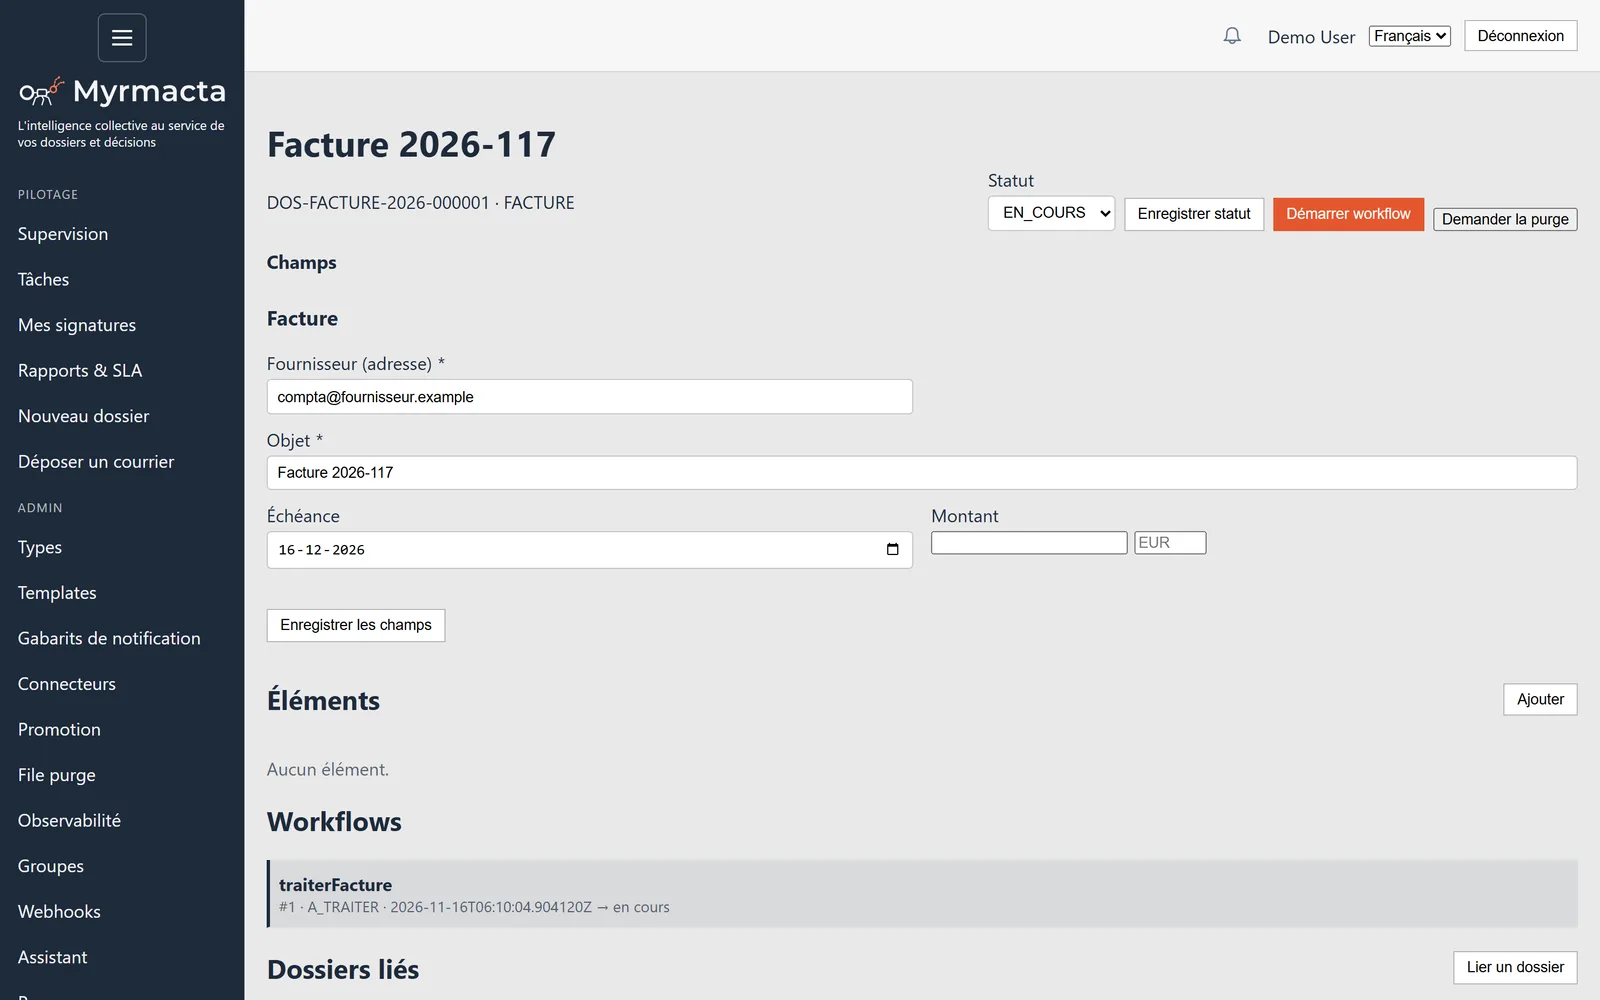 Myrmacta
L'intelligence collective au service de
vos dossiers et décisions
PILOTAGE
Supervision
Tâches
Mes signatures
Rapports & SLA
Nouveau dossier
Déposer un courrier
ADMIN
Types
Templates
Gabarits de notification
Connecteurs
Promotion
File purge
Observabilité
Groupes
Webhooks
Assistant
Demo User
Français
Déconnexion
Facture 2026-117
DOS-FACTURE-2026-000001 · FACTURE
Statut
EN_COURS
Enregistrer statut
Démarrer workflow
Demander la purge
Champs
Facture
Fournisseur (adresse) *
compta@fournisseur.example
Objet *
Facture 2026-117
Échéance
16-12-2026
Montant
EUR
Enregistrer les champs
Éléments
Ajouter
Aucun élément.
Workflows
traiterFacture
#1 · A_TRAITER · 2026-11-16T06:10:04.904120Z → en cours
Dossiers liés
Lier un dossier